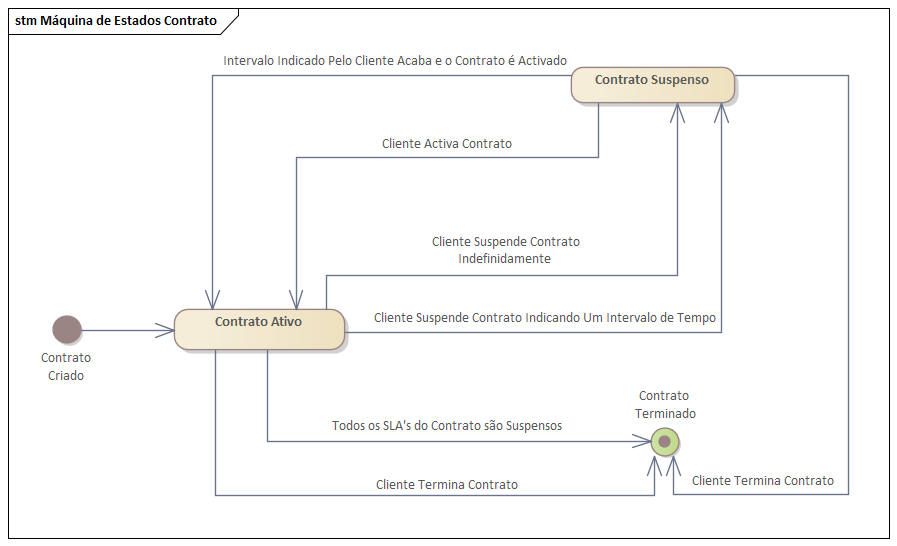 stm Máquina de Estados Contrato
Intervalo Indicado Pelo Cliente Acaba e o Contrato é Activado
Contrato Suspenso
Cliente Activa Contrato
Cliente Suspende Contrato
Indefinidamente
Contrato Ativo
Cliente Suspende Contrato Indicando Um Intervalo de Tempo
Contrato
Criado
Contrato
Terminado
Todos os SLA's do Contrato são Suspensos
Cliente Termina Contrato
Cliente Termina Contrato